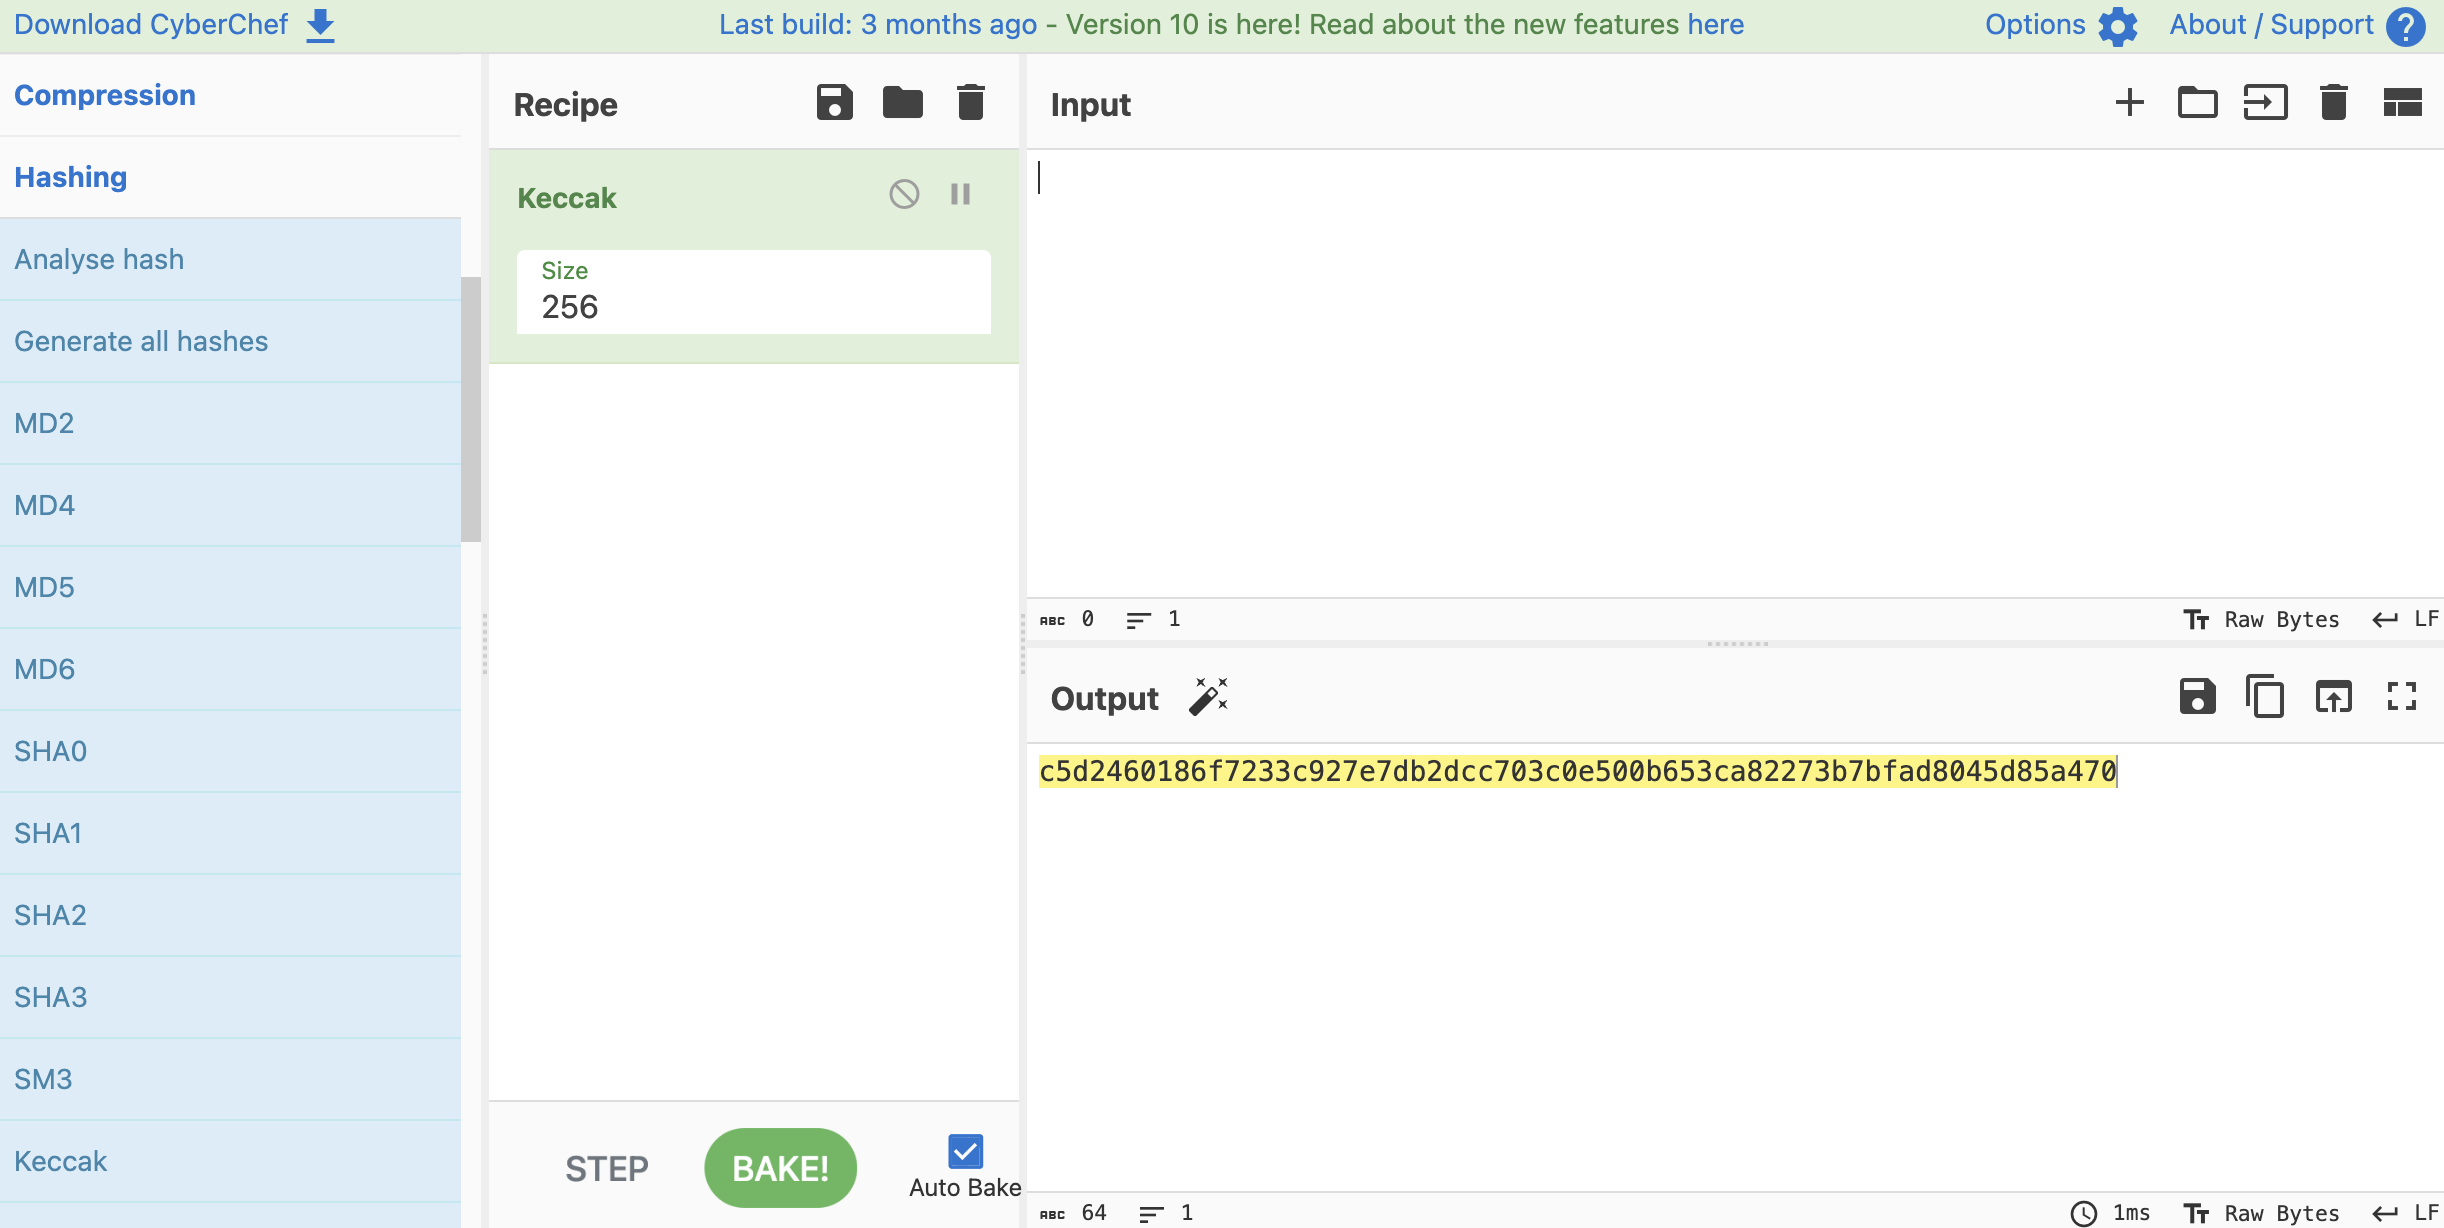 Download CyberChef
Last build: 3 months ago - Version 10 is here! Read about the new features here
Options
About / Support
?
Compression
Hashing
Analyse hash
Generate all hashes
MD2
MD4
MD5
MD6
SHA0
SHA1
SHA2
SHA3
SM3
Keccak
Recipe
Keccak
Size
256
STEP
BAKE!
Auto Bake
Input
ABC 0 1
Raw Bytes LF
Output
c5d2460186f7233c927e7db2dcc703c0e500b653ca82273b7bfad8045d85a470
ABC 64 1
1ms Raw Bytes LF